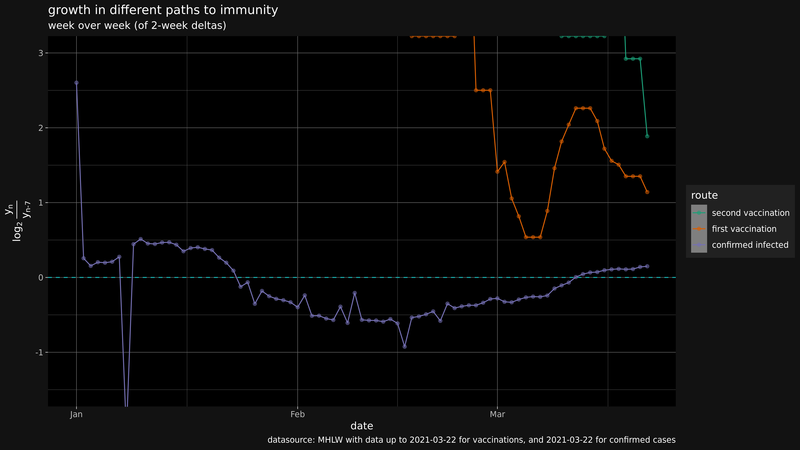 growth in different paths to immunity
week over week (of 2-week deltas)
3
2
1
0
-1
log2 yn
yn-7
Jan
Feb
Mar
date
route
second vaccination
first vaccination
confirmed infected
datasource: MHLW with data up to 2021-03-22 for vaccinations, and 2021-03-22 for confirmed cases